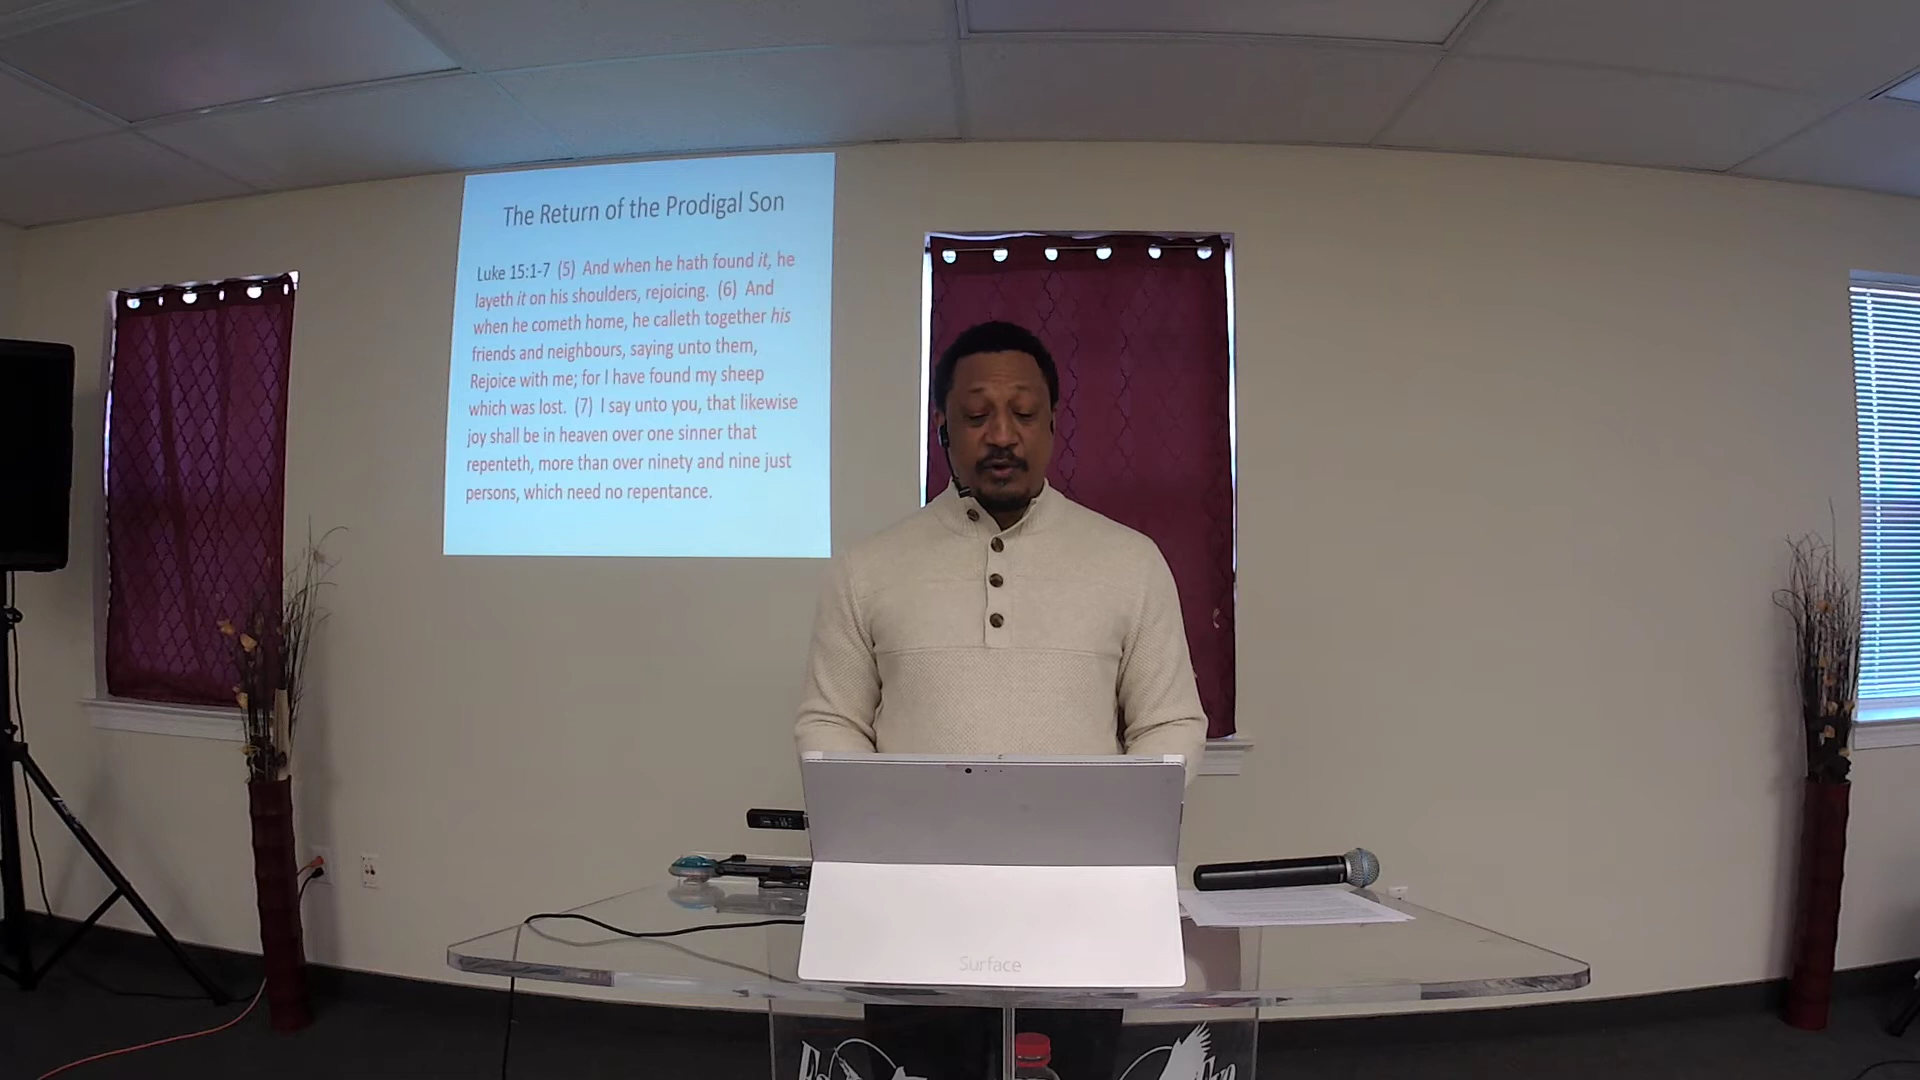 The Return of the Prodigal Son
Luke 15:1-7 (5) And when he hath found it, he
layeth it on his shoulders, rejoicing. (6) And
when he cometh home, he calleth together his
friends and neighbours, saying unto them,
Rejoice with me; for I have found my sheep
which was lost. (7) I say unto you, that likewise
joy shall be in heaven over one sinner that
repenteth, more than over ninety and nine just
persons, which need no repentance.
Surface